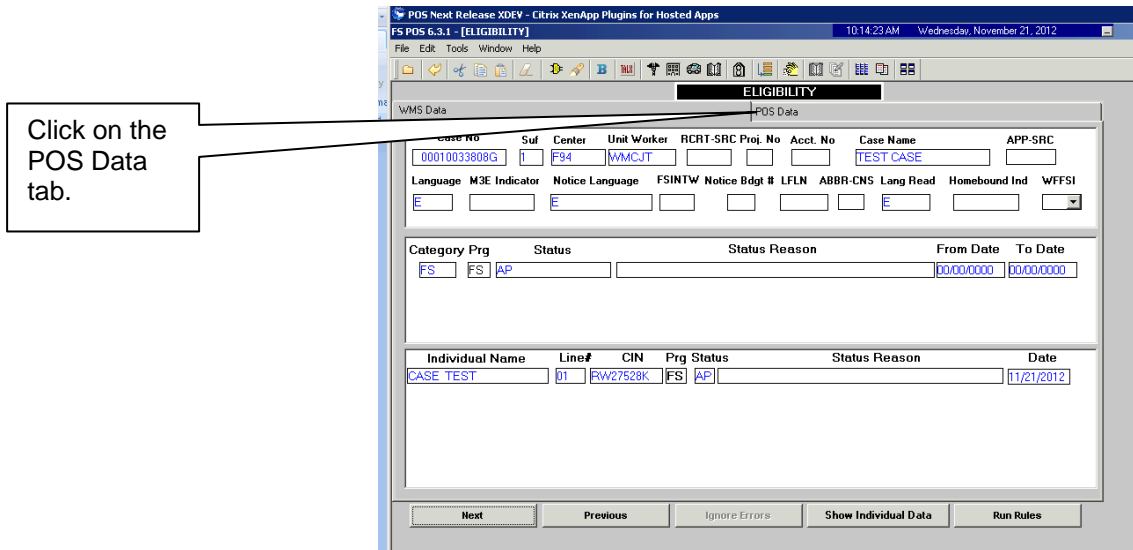 POS Next Release XDEV - Citrix XenApp Plugins for Hosted Apps
FS POS 6.3.1 - [ELIGIBILITY] 10:14:23 AM Wednesday, November 21, 2012
File Edit Tools Window Help
ELIGIBILITY
WMS Data POS Data
Click on the
POS Data
tab.
Case No Suf Center Unit Worker RCRT-SRC Proj. No Acct. No Case Name APP-SRC
00010033808G 1 F94 WMCJT TEST CASE
Language M3E Indicator Notice Language FSINTW Notice Bdgt # LFLN ABBR-CNS Lang Read Homebound Ind WFFSI
E E E
Category Prg Status Status Reason From Date To Date
FS FS AP 00/00/0000 00/00/0000
Individual Name Line# CIN Prg Status Status Reason Date
CASE TEST 01 RW27528K FS AP 11/21/2012
Next Previous Ignore Errors Show Individual Data Run Rules